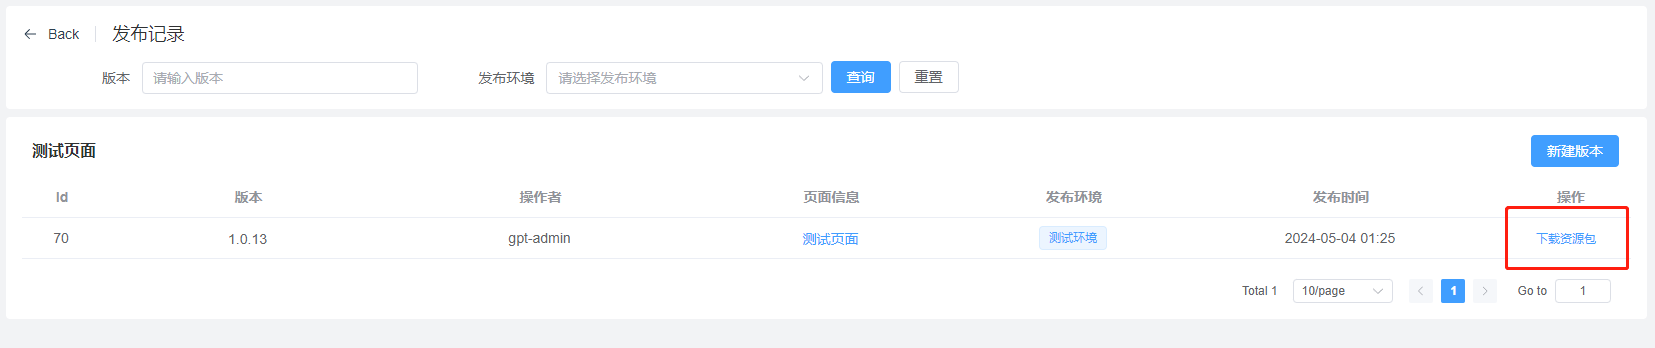 Back 发布记录
版本 请输入版本 发布环境 请选择发布环境 查询 重置
测试页面 新建版本
Id 版本 操作者 页面信息 发布环境 发布时间 操作
70 1.0.13 gpt-admin 测试页面 测试环境 2024-05-04 01:25 下载资源包
Total 1 10/page 1 Go to 1